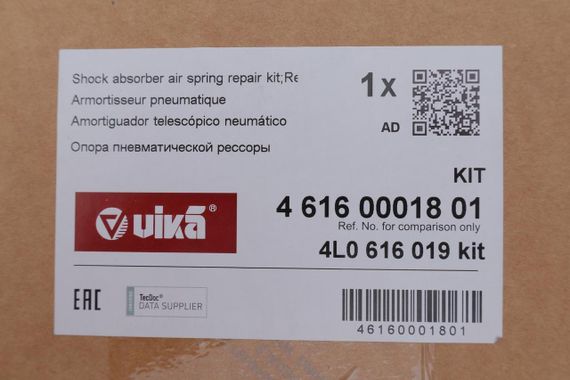 Shock absorber air spring repair kit;Re
Armortisseur pneumatique
Amortiguador telescópico neumático
Опора пневматической рессоры
1x
AD
KIT
vika®
4 616 00018 01
Ref. No. for comparison only
4L0 616 019 kit
EAC
TecDoc®
DATA SUPPLIER
46160001801